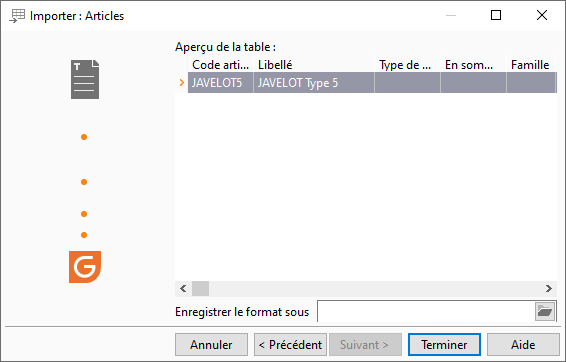 Importer : Articles
Aperçu de la table :
Code arti... Libellé Type de ... En som... Famille
JAVELOT5 JAVELOT Type 5
Enregistrer le format sous
Annuler < Précédent Suivant > Terminer Aide